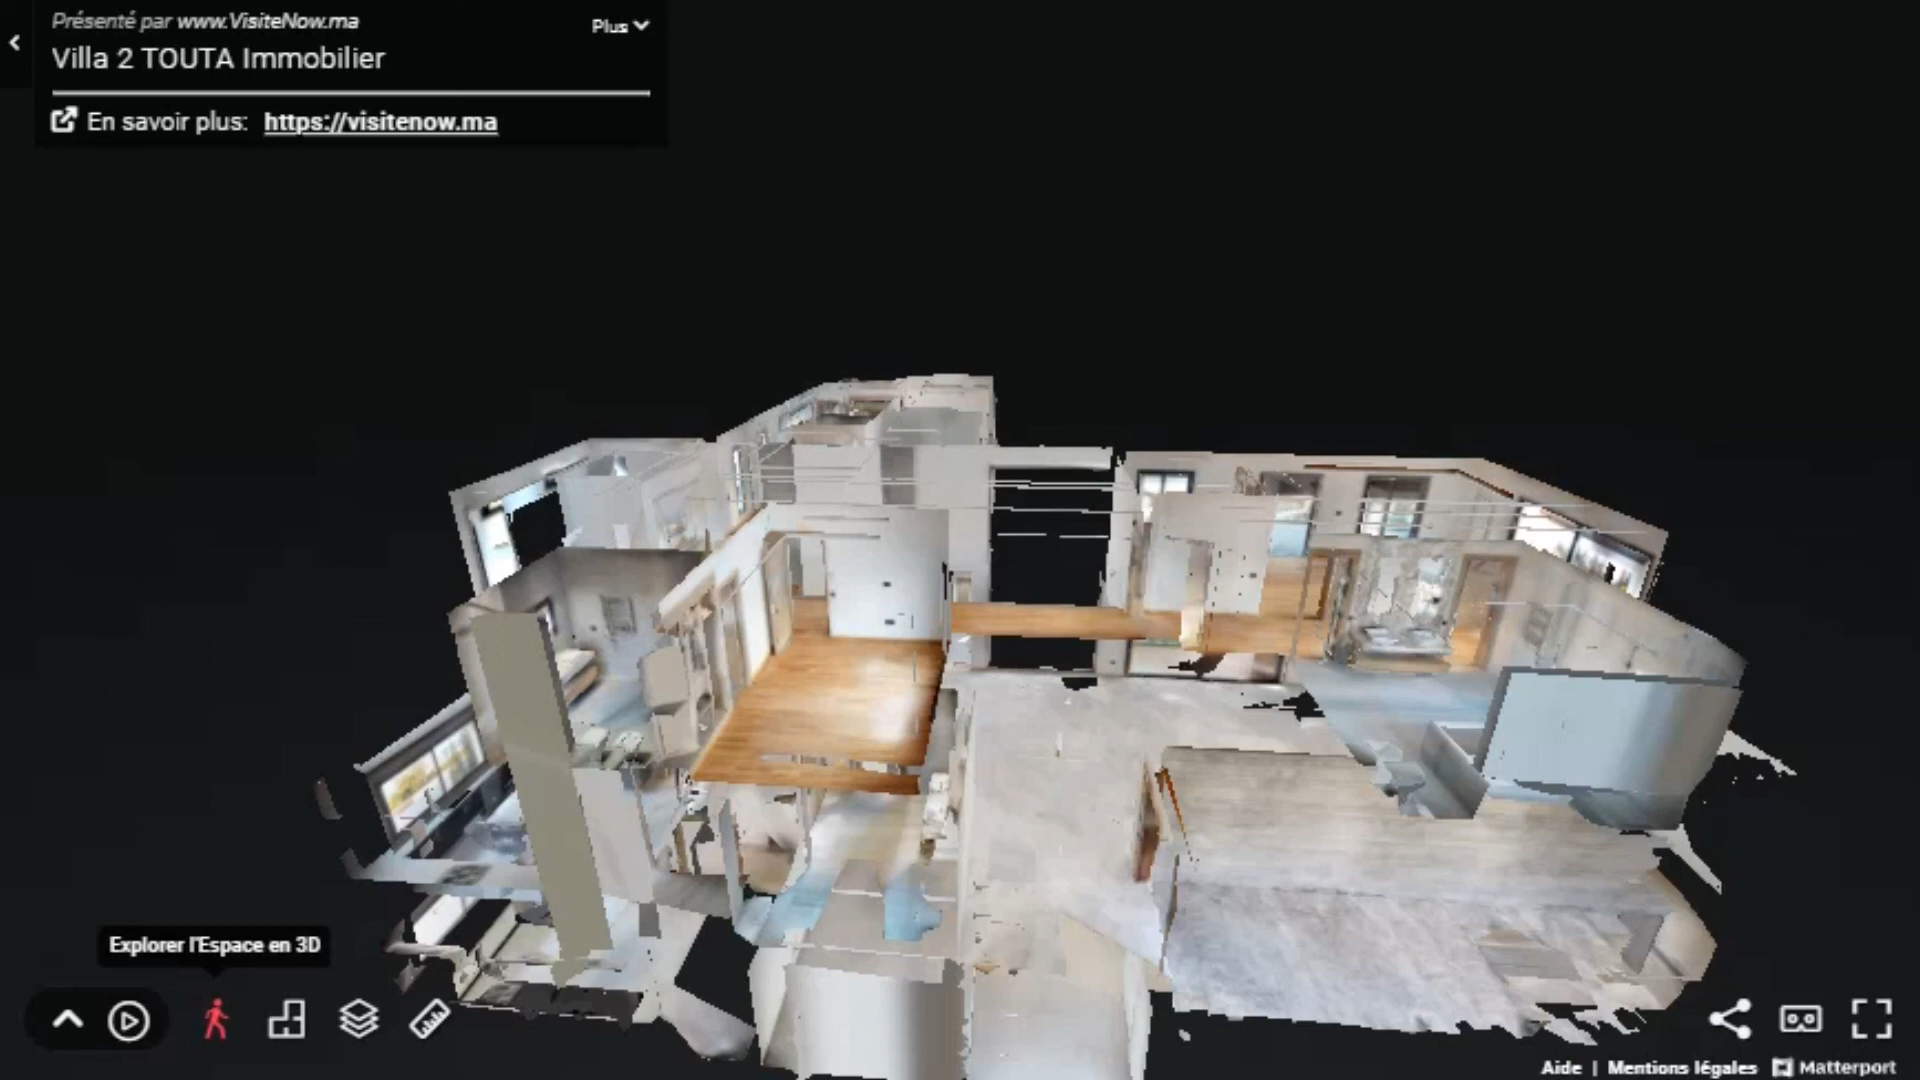 Présenté par www.VisiteNow.ma
Plus
Villa 2 TOUTA Immobilier
En savoir plus: https://visitenow.ma
Explorer l'Espace en 3D
Aide | Mentions légales Matterport